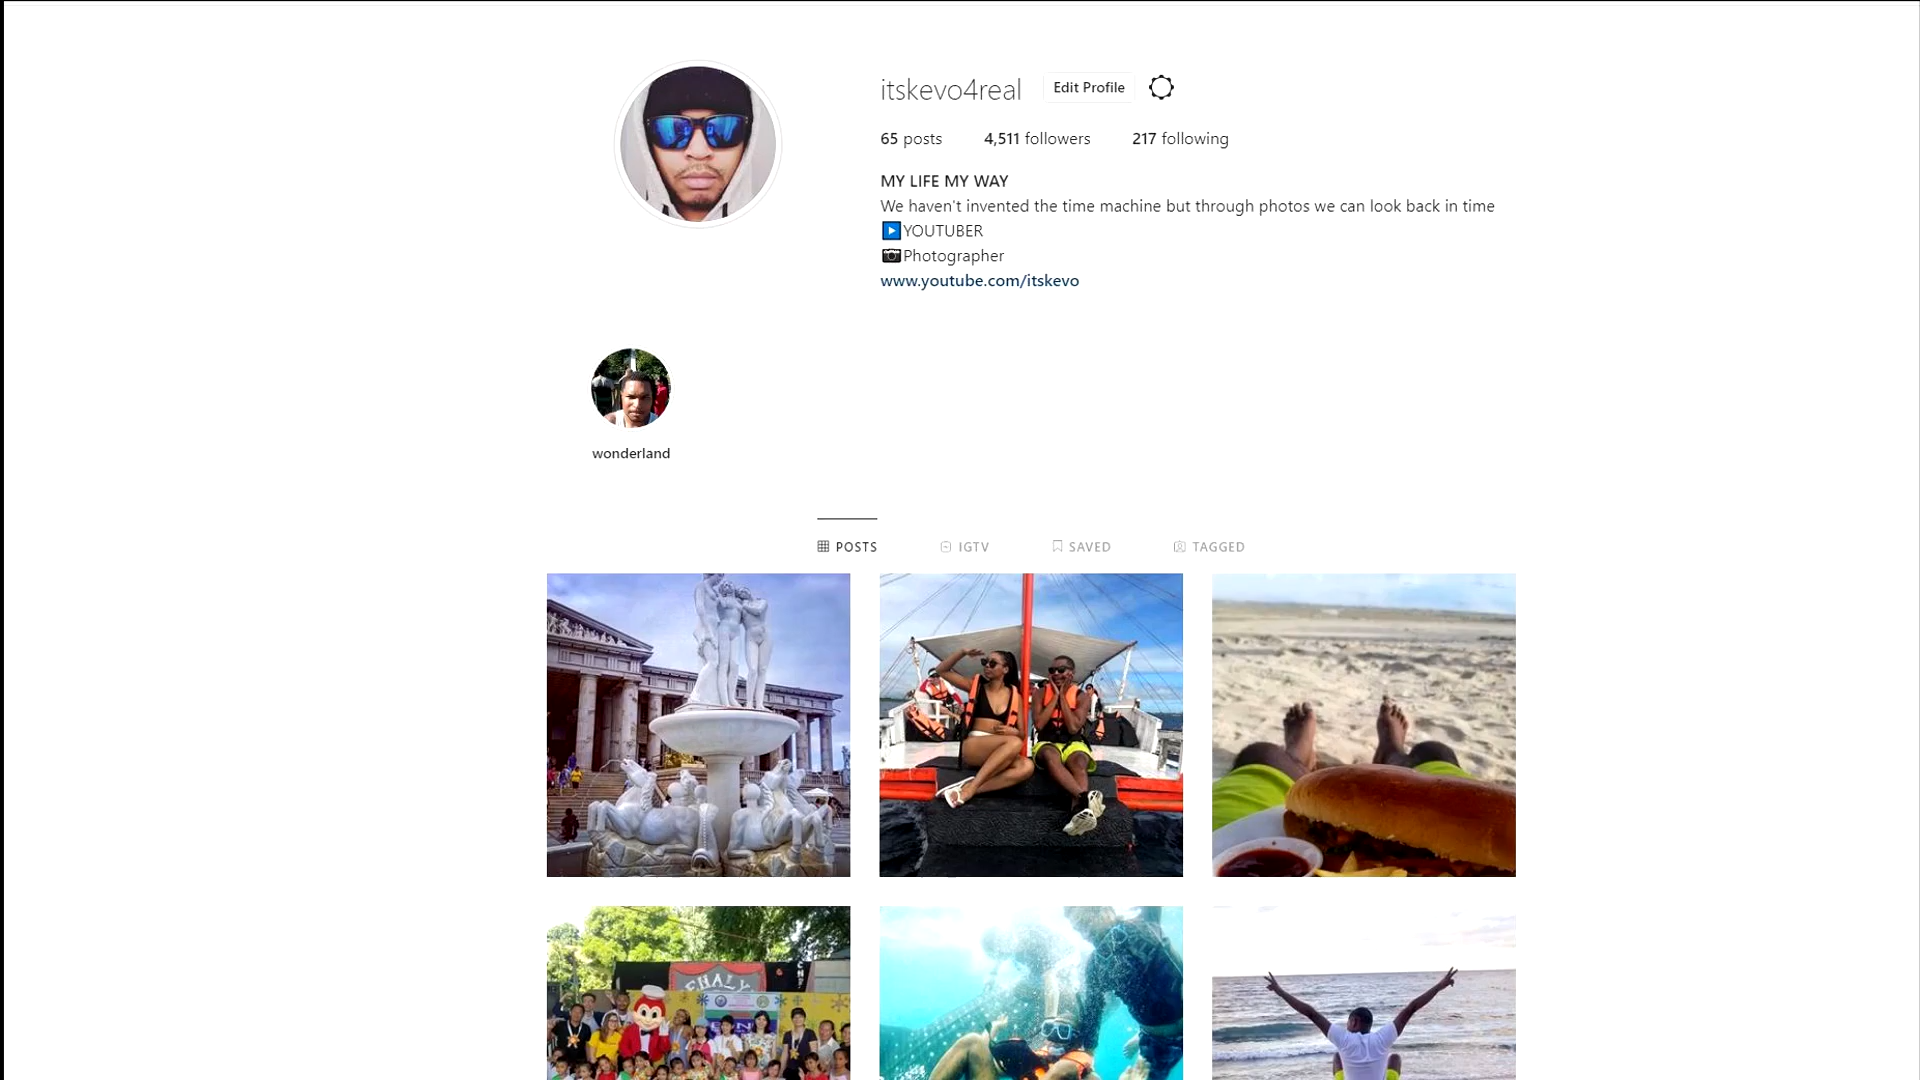 itskevo4real Edit Profile
65 posts 4,511 followers 217 following
MY LIFE MY WAY
We haven't invented the time machine but through photos we can look back in time
YOUTUBER
Photographer
www.youtube.com/itskevo
wonderland
POSTS IGTV SAVED TAGGED